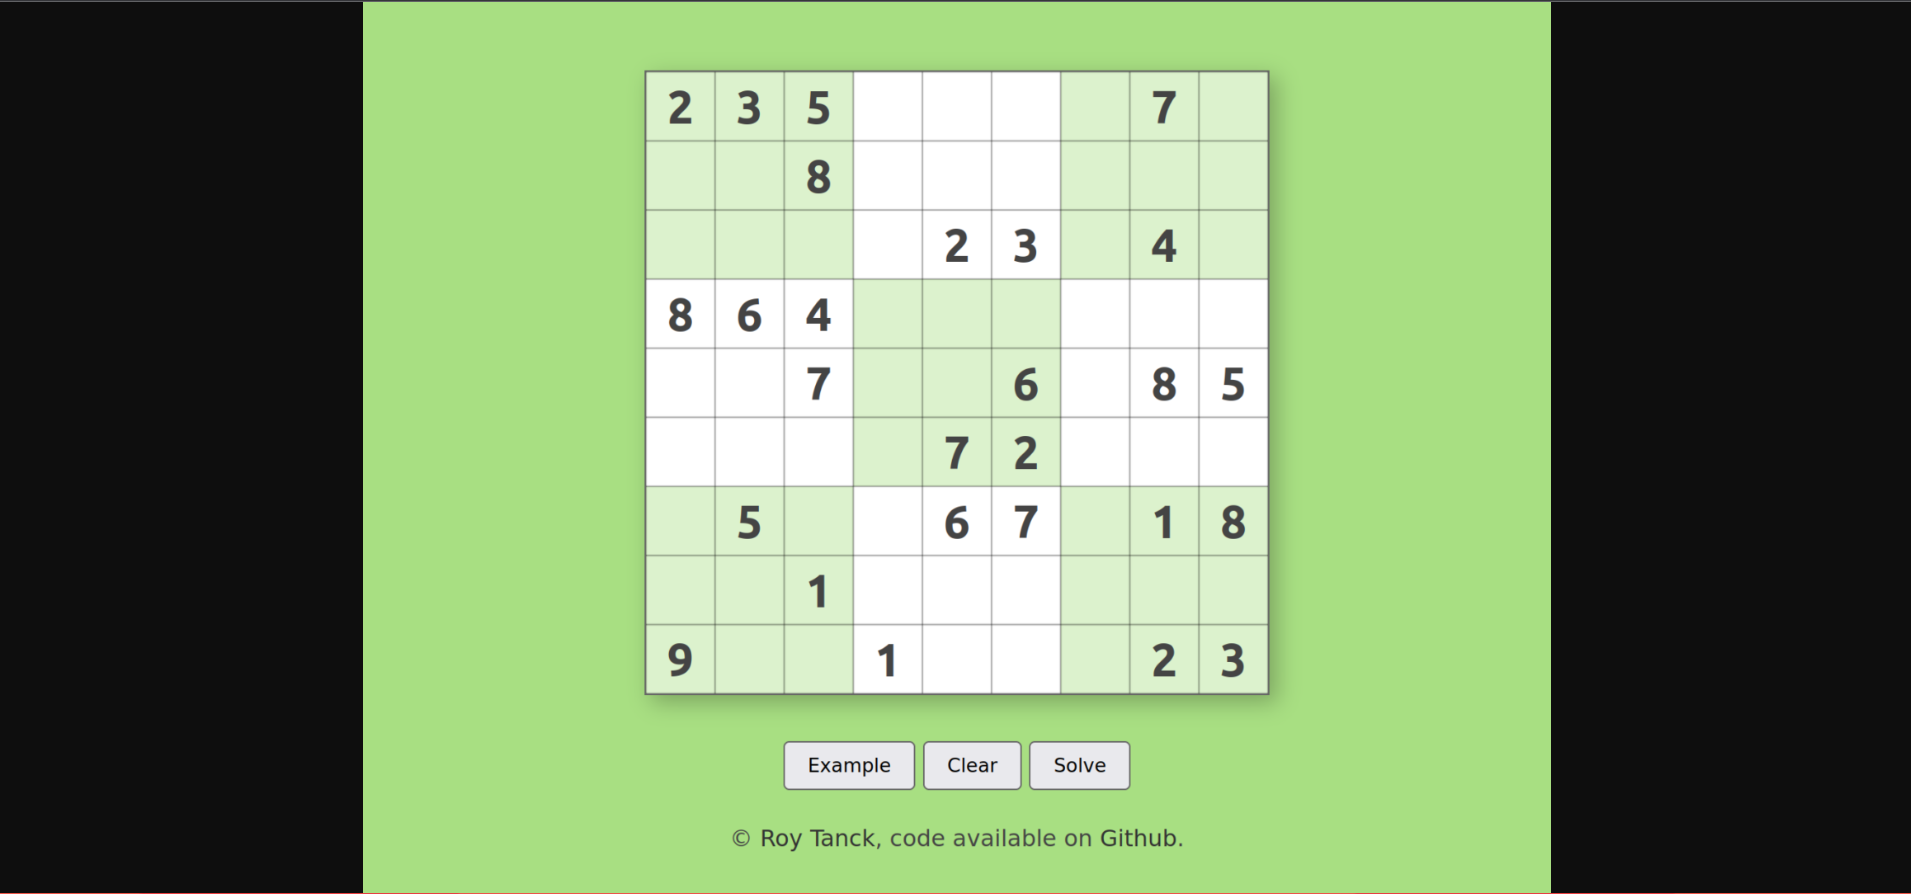 2 3 5 7
8
2 3 4
8 6 4
7 6 8 5
7 2
5 6 7 1 8
1
9 1 2 3
Example Clear Solve
© Roy Tanck, code available on Github.